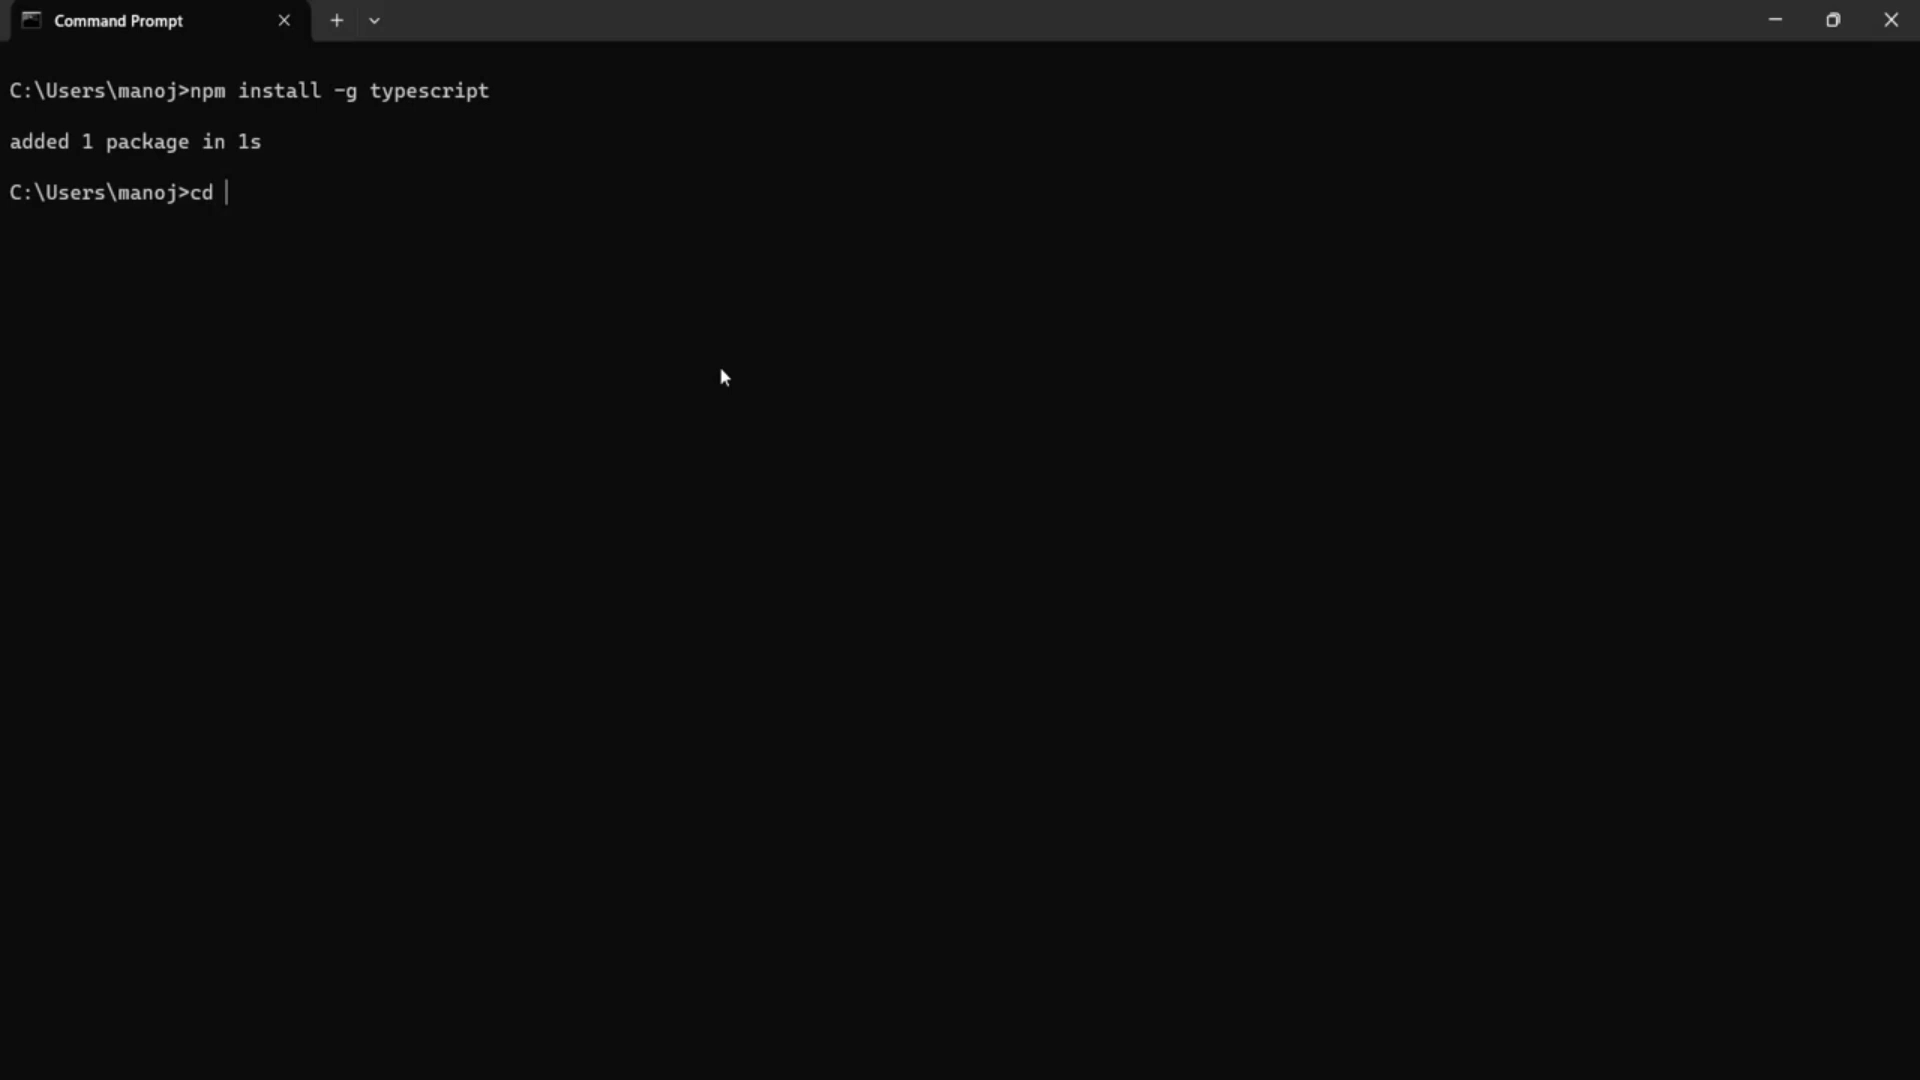 Command Prompt
C:\Users\manoj>npm install -g typescript
added 1 package in 1s
C:\Users\manoj>cd